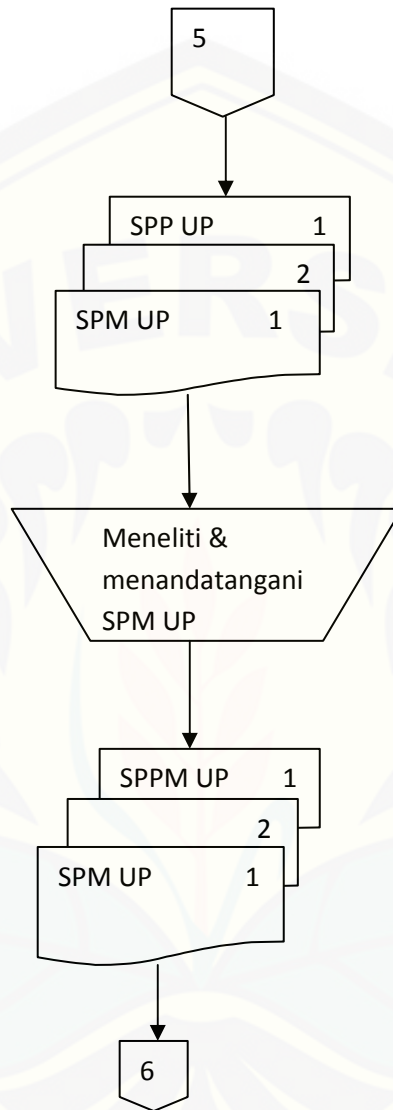 5
SPP UP 1
2
SPM UP 1
Meneliti &
menandatangani
SPM UP
SPPM UP 1
2
SPM UP 1
6